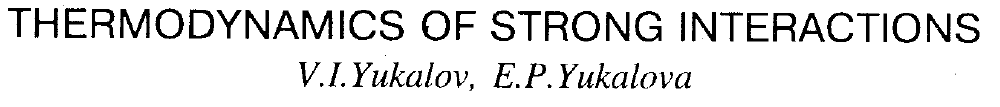 THERMODYNAMICS OF STRONG INTERACTIONS
V.I.Yukalov, E.P.Yukalova